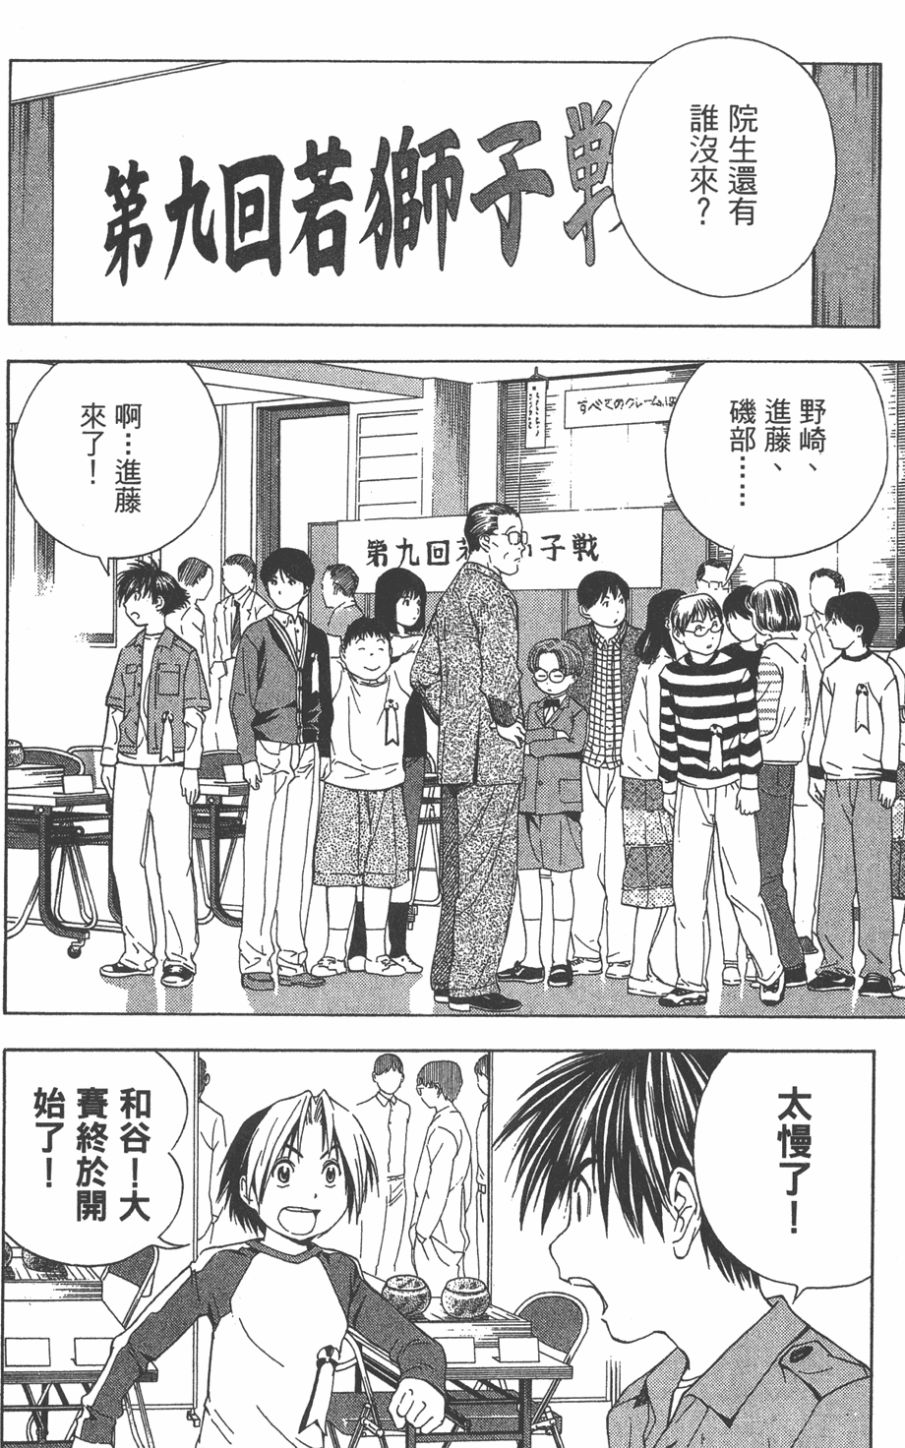 院生還有
誰沒來？
第九回若獅子戦
野崎、
進藤、
磯部……
すべてのクレームは
啊…進藤
來了！
第九回若 子戦
太慢了！
和谷！大
賽終於開
始了！